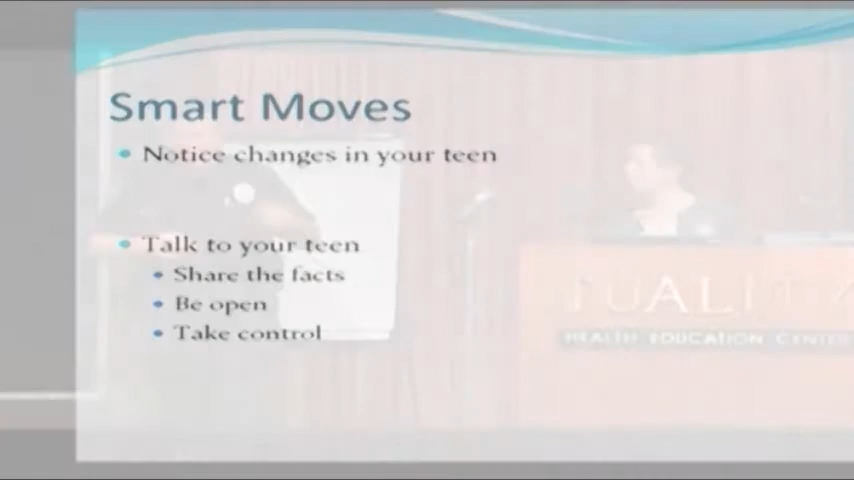 Smart Moves
Notice changes in your teen
Talk to your teen
Share the facts
Be open
Take control
TUALITY
HEALTH EDUCATION CENTER